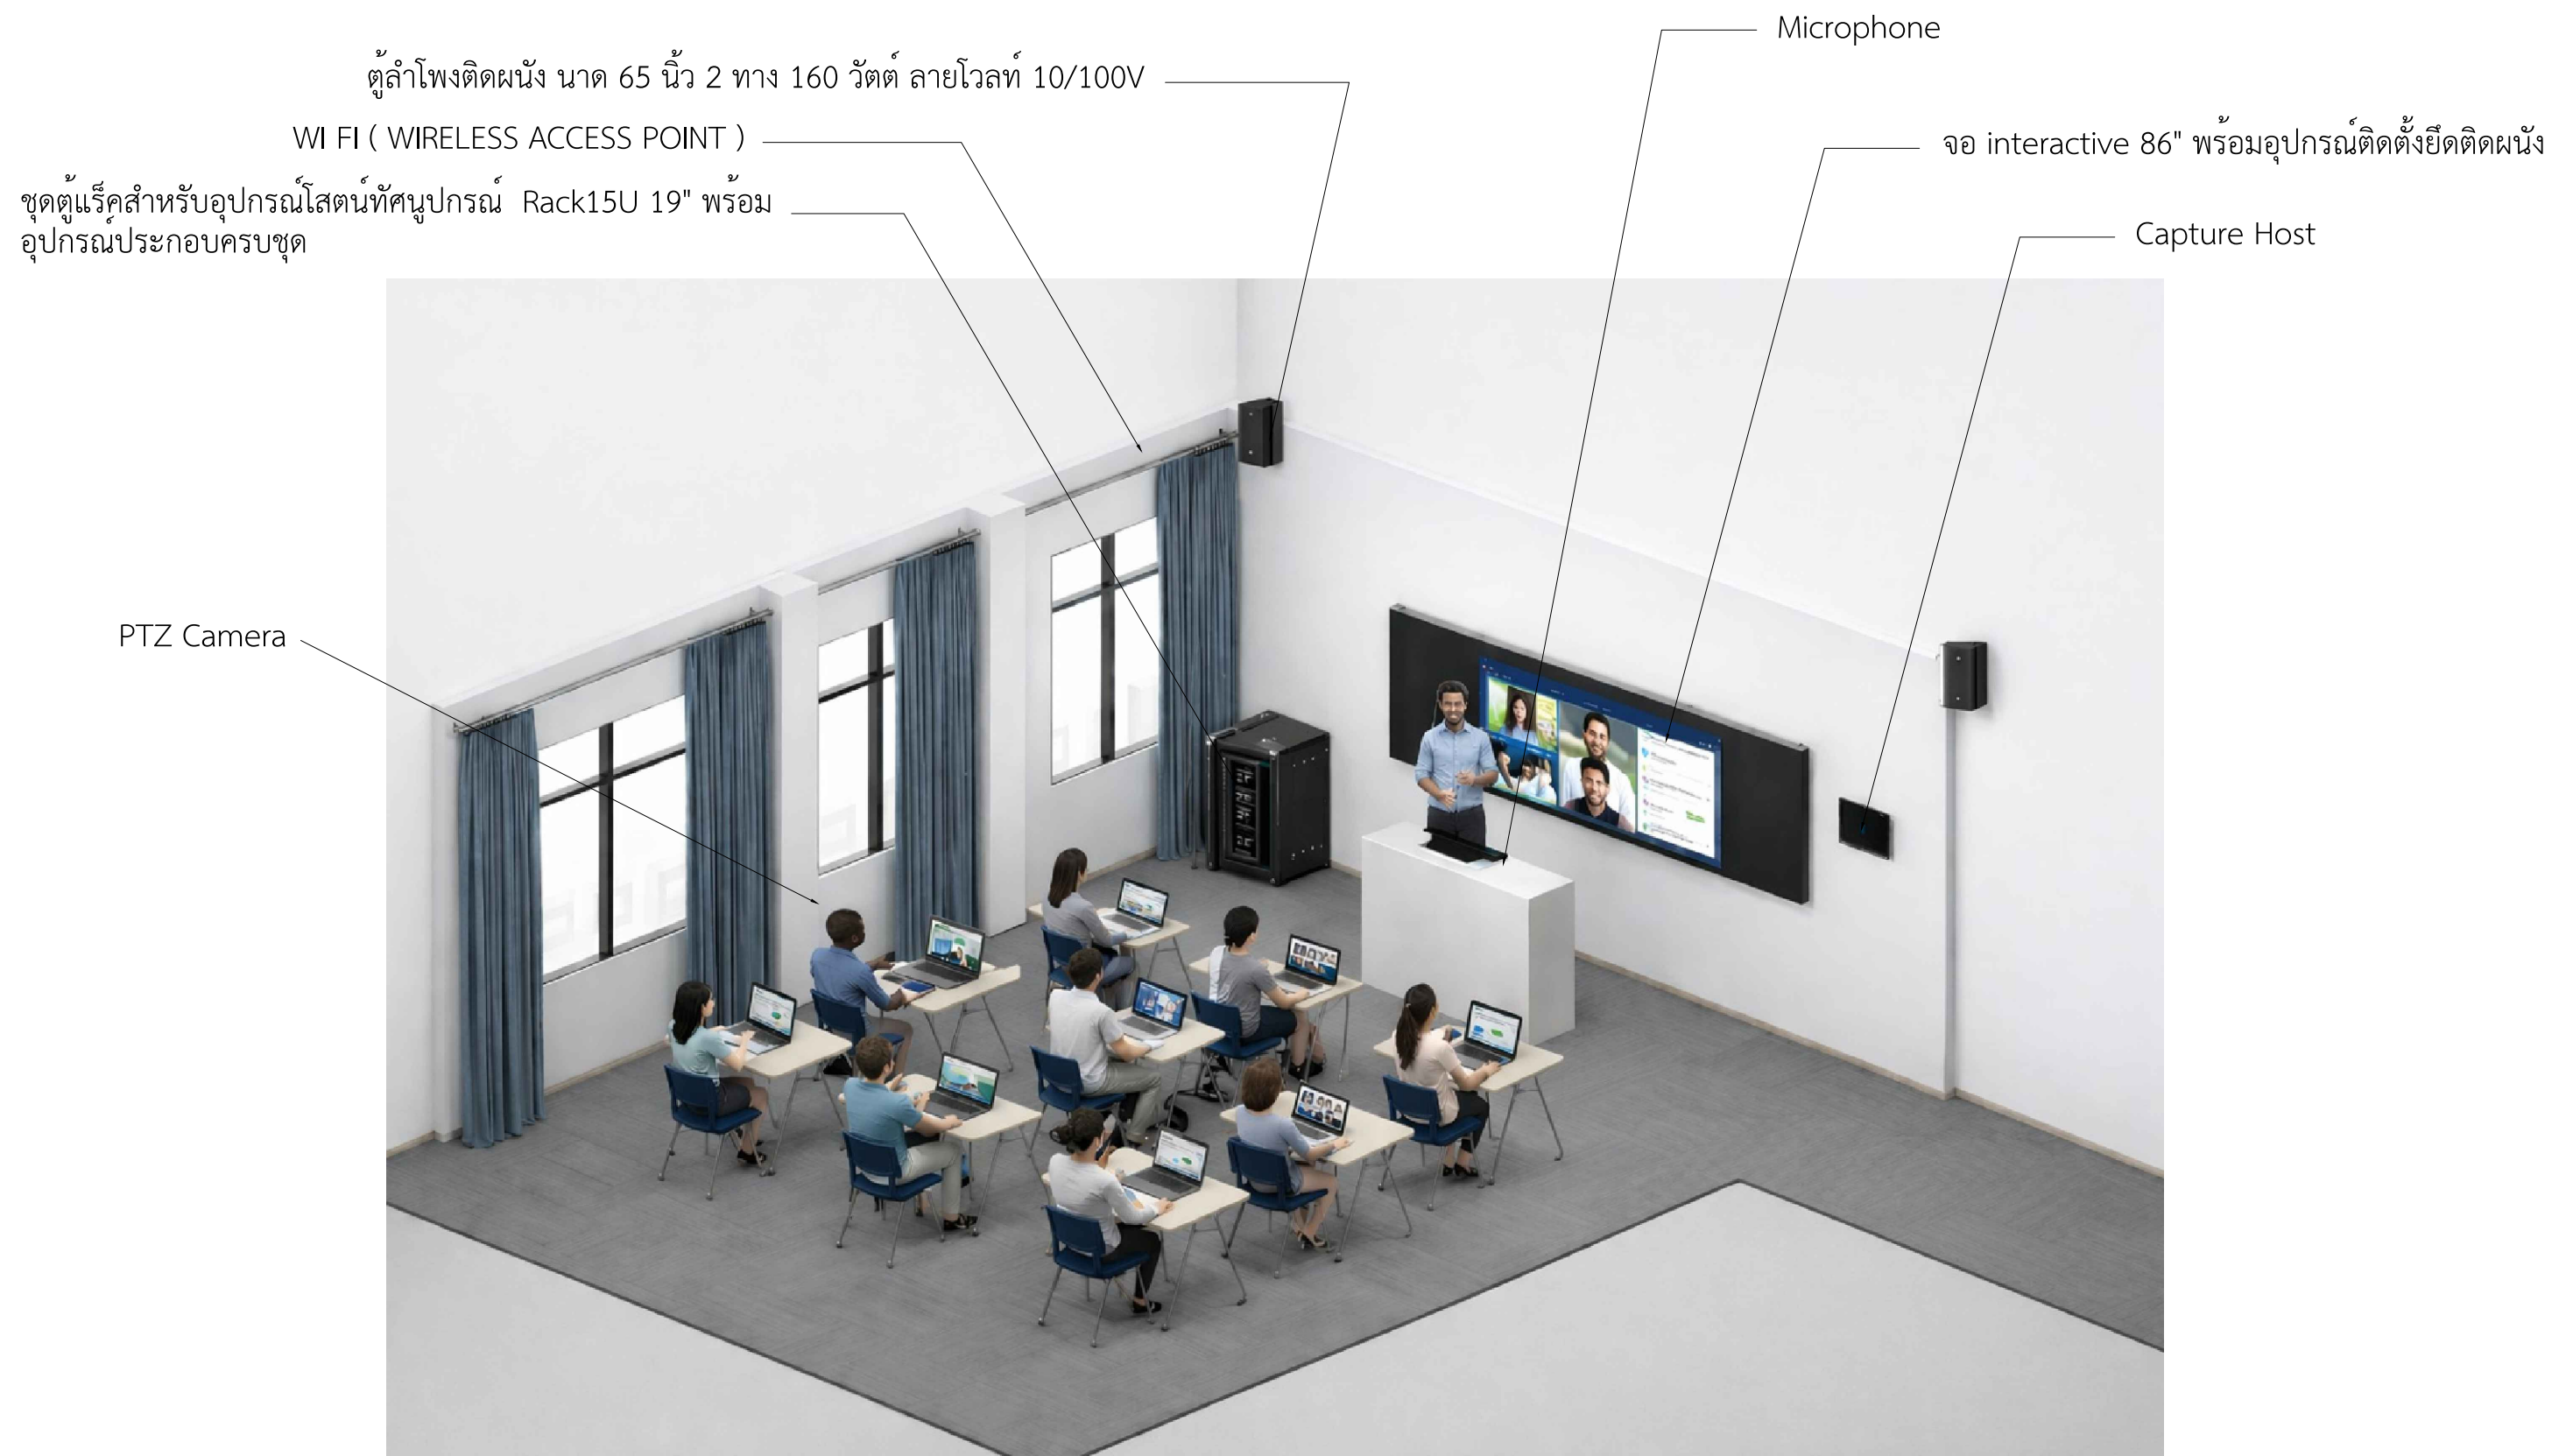 Microphone
ตู้ลำโพงติดผนัง นาด 65 นิ้ว 2 ทาง 160 วัตต์ ลายโวลท์ 10/100V
WI FI ( WIRELESS ACCESS POINT )
จอ interactive 86" พร้อมอุปกรณ์ติดตั้งยึดติดผนัง
ชุดตู้แร็คสำหรับอุปกรณ์โสตน์ทัศนูปกรณ์ Rack15U 19" พร้อม
อุปกรณ์ประกอบครบชุด
Capture Host
PTZ Camera